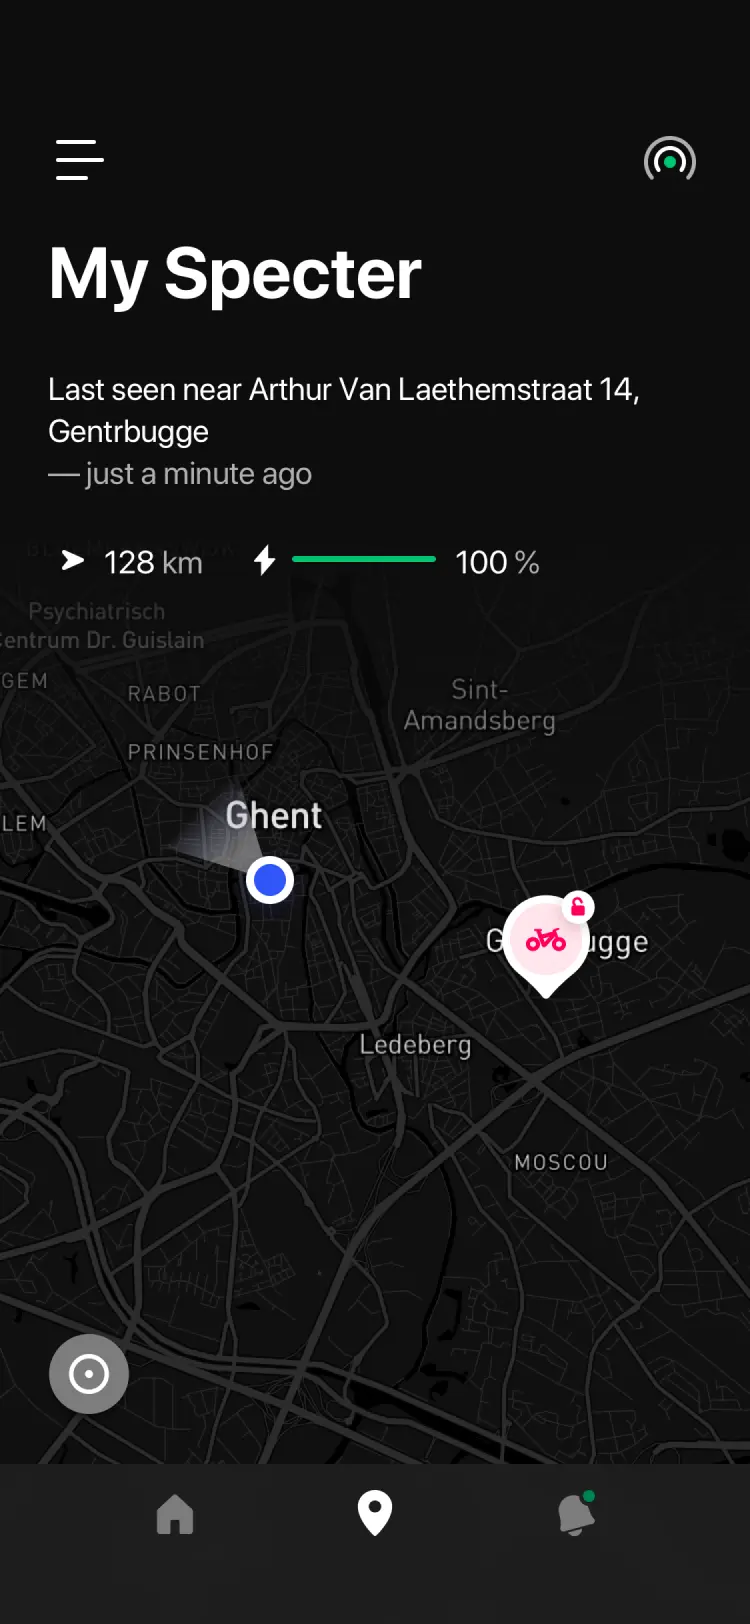 My Specter
Last seen near Arthur Van Laethemstraat 14,
Gentrbugge
— just a minute ago
128 km
100 %
Psychiatrisch
Centrum Dr. Guislain
GEM
RABOT
Sint-
Amandsberg
PRINSENHOF
LEM
Ghent
G
ugge
Ledeberg
MOSCOU